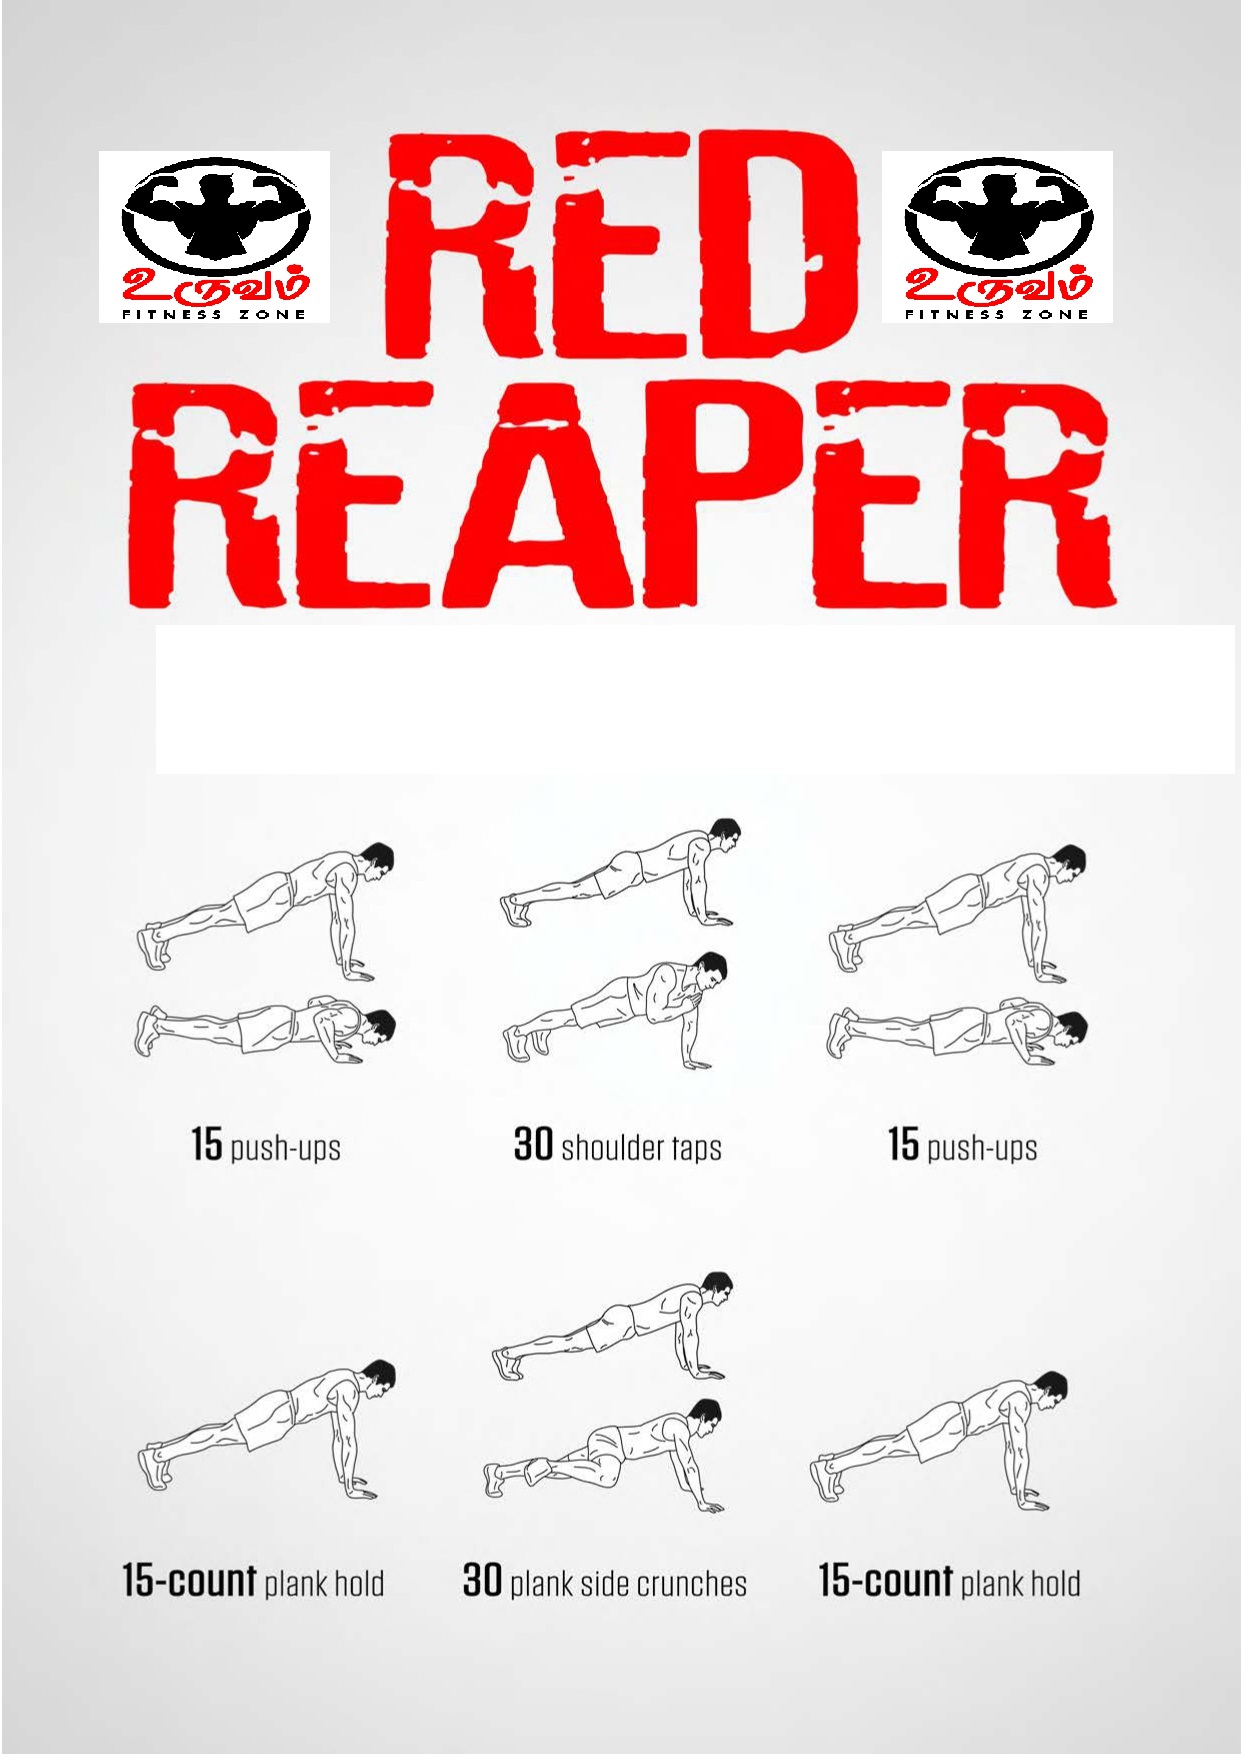 RED
உருவம்
FITNESS ZONE
உருவம்
FITNESS ZONE
REAPER
15 push-ups
30 shoulder taps
15 push-ups
15-count plank hold
30 plank side crunches
15-count plank hold